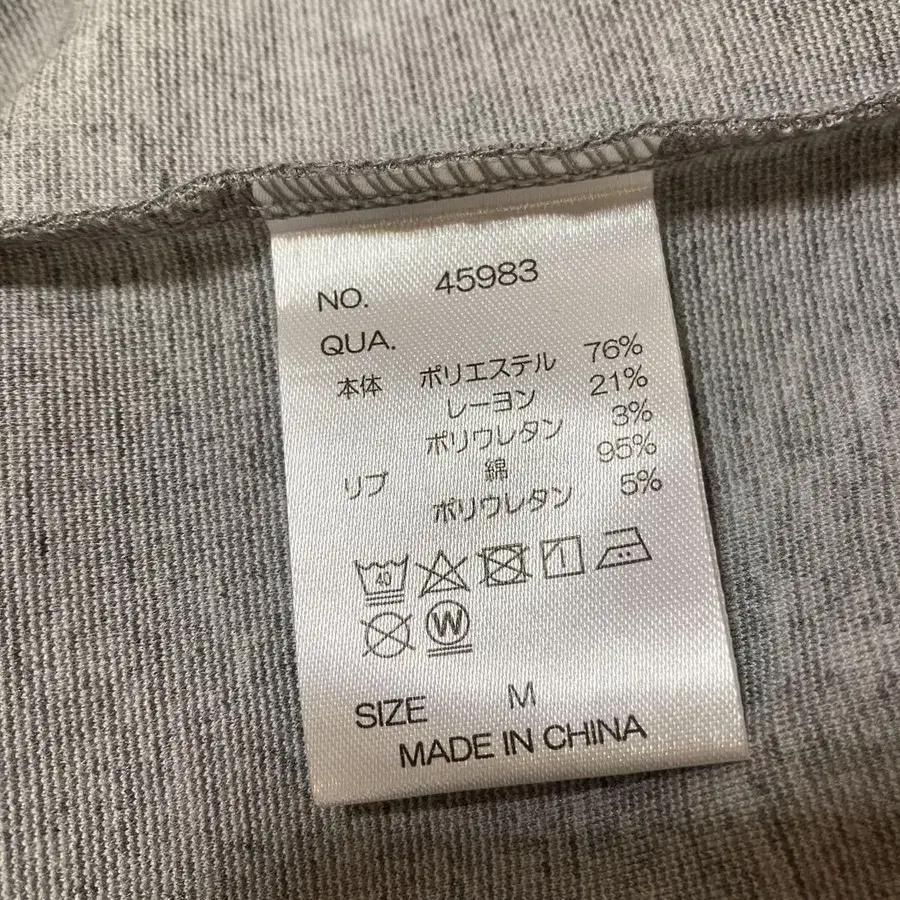 NO. 45983
QUA.
本体 ポリエステル 76%
レーヨン 21%
ポリウレタン 3%
リブ 綿 95%
ポリウレタン 5%
40
W
SIZE M
MADE IN CHINA